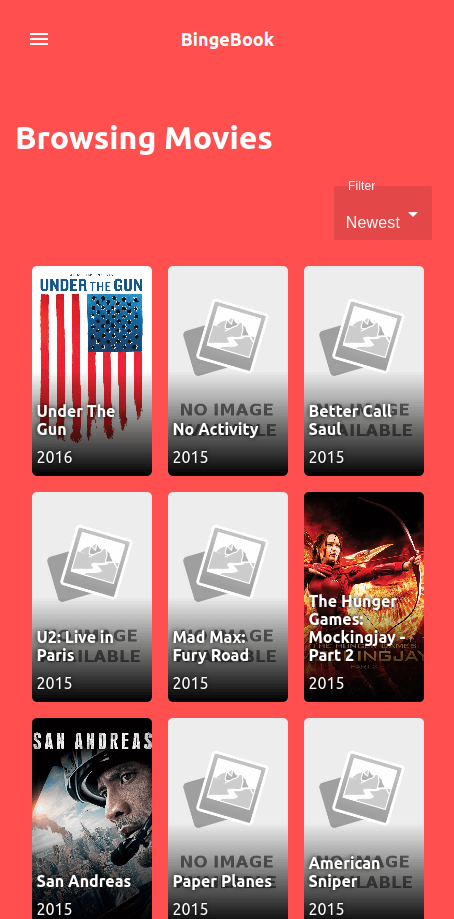 BingeBook
Browsing Movies
Filter
Newest
UNDER THE GUN
Under The
Gun
2016
NO IMAGE
No Activity
2015
Better Call
Saul
2015
U2: Live in
Paris
2015
Mad Max:
Fury Road
2015
The Hunger
Games:
Mockingjay -
Part 2
2015
SAN ANDREAS
San Andreas
2015
NO IMAGE
Paper Planes
2015
American
Sniper
2015